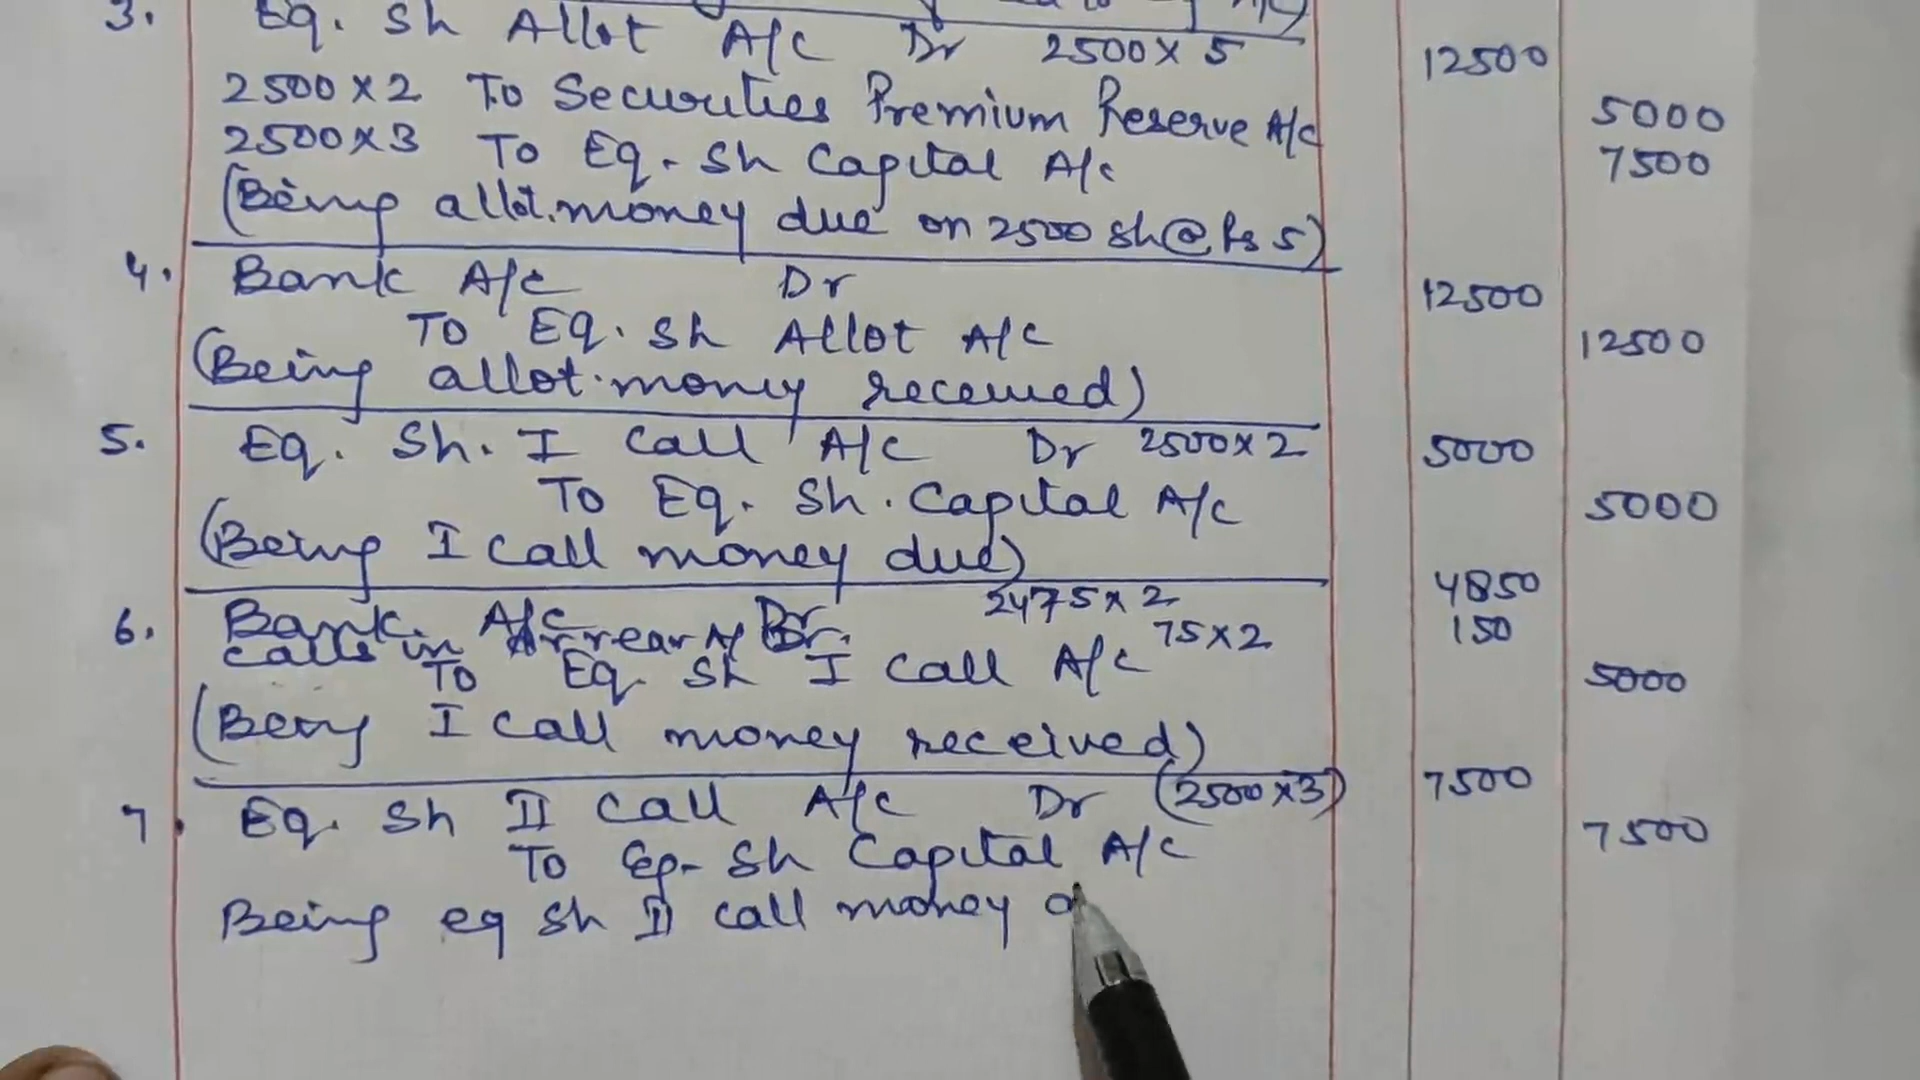 3. Eq. Sh Allot A/c Dr 2500 x 5 12500
2500 x 2 To Securities Premium Reserve A/c 5000
2500 x 3 To Eq. Sh Capital A/c 7500
(Being allot. money due on 2500 sh @ Rs 5)
4. Bank A/c Dr 12500
To Eq. Sh Allot A/c 12500
(Being allot. money received)
5. Eq. Sh. I Call A/c Dr 2500 x 2 5000
To Eq. Sh. Capital A/c 5000
(Being I call money due)
6. Bank A/c Dr 2475 x 2 4850
Calls in Arrear A/c Dr. 75 x 2 150
To Eq Sh I Call A/c 5000
(Being I call money received)
7. Eq. Sh II Call A/c Dr (2500 x 3) 7500
To Eq. Sh Capital A/c 7500
Being eq sh II call money